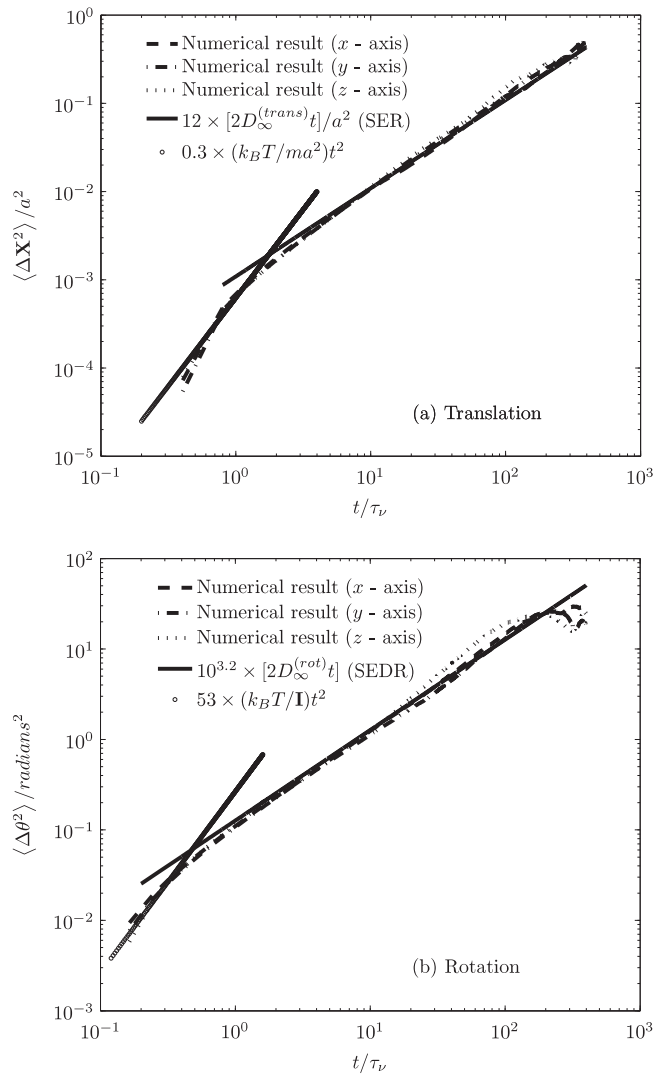 10^0
10^{-1}
10^{-2}
10^{-3}
10^{-4}
10^{-5}
⟨ΔX²⟩/a²
Numerical result (x - axis)
Numerical result (y - axis)
Numerical result (z - axis)
12 × [2D_∞^{(trans)}t]/a² (SER)
0.3 × (k_BT/ma²)t²
(a) Translation
10^{-1} 10^0 10^1 10^2 10^3
t/τ_ν
10^2
10^1
10^0
10^{-1}
10^{-2}
10^{-3}
⟨Δθ²⟩/radians²
Numerical result (x - axis)
Numerical result (y - axis)
Numerical result (z - axis)
10^{3.2} × [2D_∞^{(rot)}t] (SEDR)
53 × (k_BT/I)t²
(b) Rotation
10^{-1} 10^0 10^1 10^2 10^3
t/τ_ν